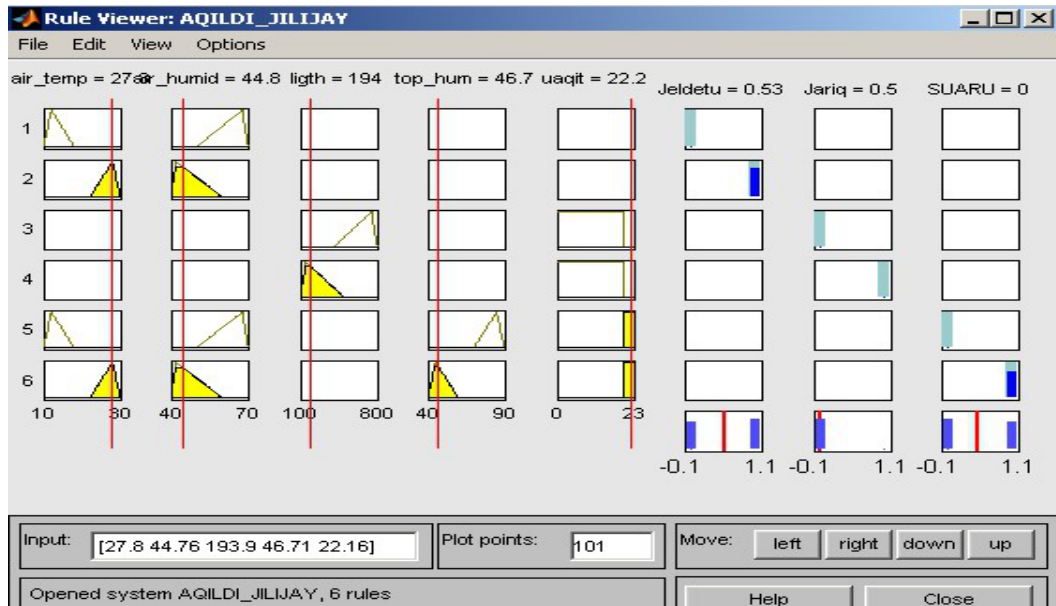 Rule Viewer: AQILDI_JILIJAY
File Edit View Options
air_temp = 27.8 air_humid = 44.8 ligth = 194 top_hum = 46.7 uaqit = 22.2
Jeldetu = 0.53 Jariq = 0.5 SUARU = 0
1
2
3
4
5
6
10 30 40 70 100 800 40 90 0 23
-0.1 1.1 -0.1 1.1 -0.1 1.1
Input: [27.8 44.76 193.9 46.71 22.16] Plot points: 101 Move: left right down up
Opened system AQILDI_JILIJAY, 6 rules Help Close